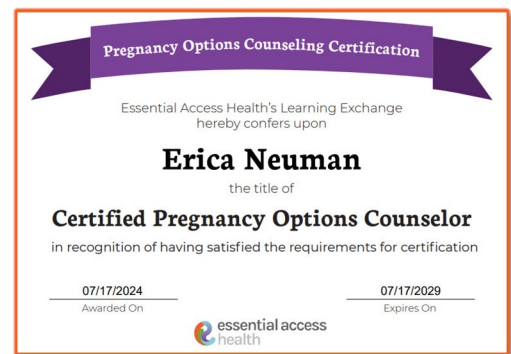 Pregnancy Options Counseling Certification
Essential Access Health's Learning Exchange
hereby confers upon
Erica Neuman
the title of
Certified Pregnancy Options Counselor
in recognition of having satisfied the requirements for certification
07/17/2024
Awarded On
07/17/2029
Expires On
essential access
health